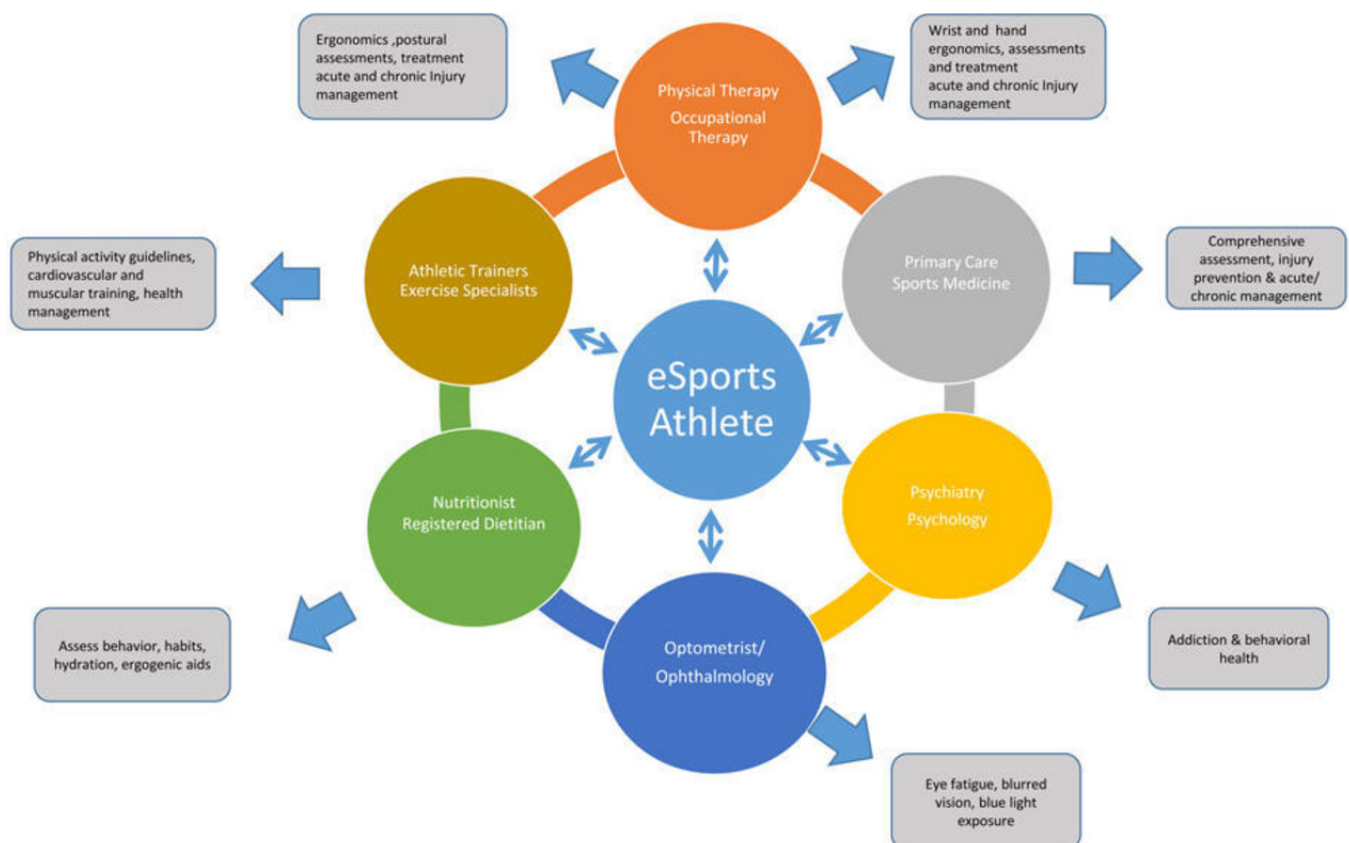 Ergonomics ,postural
assessments, treatment
acute and chronic Injury
management
Physical Therapy
Occupational
Therapy
Wrist and hand
ergonomics, assessments
and treatment
acute and chronic Injury
management
Physical activity guidelines,
cardiovascular and
muscular training, health
management
Athletic Trainers
Exercise Specialists
Primary Care
Sports Medicine
Comprehensive
assessment, injury
prevention & acute/
chronic management
eSports
Athlete
Nutritionist
Registered Dietitian
Psychiatry
Psychology
Assess behavior, habits,
hydration, ergogenic aids
Optometrist/
Ophthalmology
Addiction & behavioral
health
Eye fatigue, blurred
vision, blue light
exposure